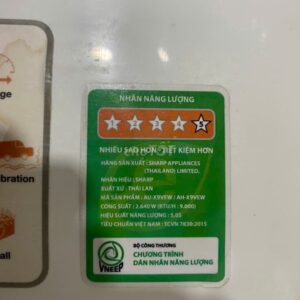 nge
bration
all
NHÃN NĂNG LƯỢNG
1 2 3 4 5
NHIỀU SAO HƠN - TIẾT KIỆM HƠN
HÃNG SẢN XUẤT : SHARP APPLIANCES
(THAILAND) LIMITED.
NHÃN HIỆU : SHARP
XUẤT XỨ : THÁI LAN
MÃ SẢN PHẨM : AU-X9VEW / AH-X9VEW
CÔNG SUẤT : 2.640 W (BTU/H : 9.000)
HIỆU SUẤT NĂNG LƯỢNG : 5.05
TIÊU CHUẨN VIỆT NAM : TCVN 7830:2015
VNEEP
BỘ CÔNG THƯƠNG
CHƯƠNG TRÌNH
DÁN NHÃN NĂNG LƯỢNG